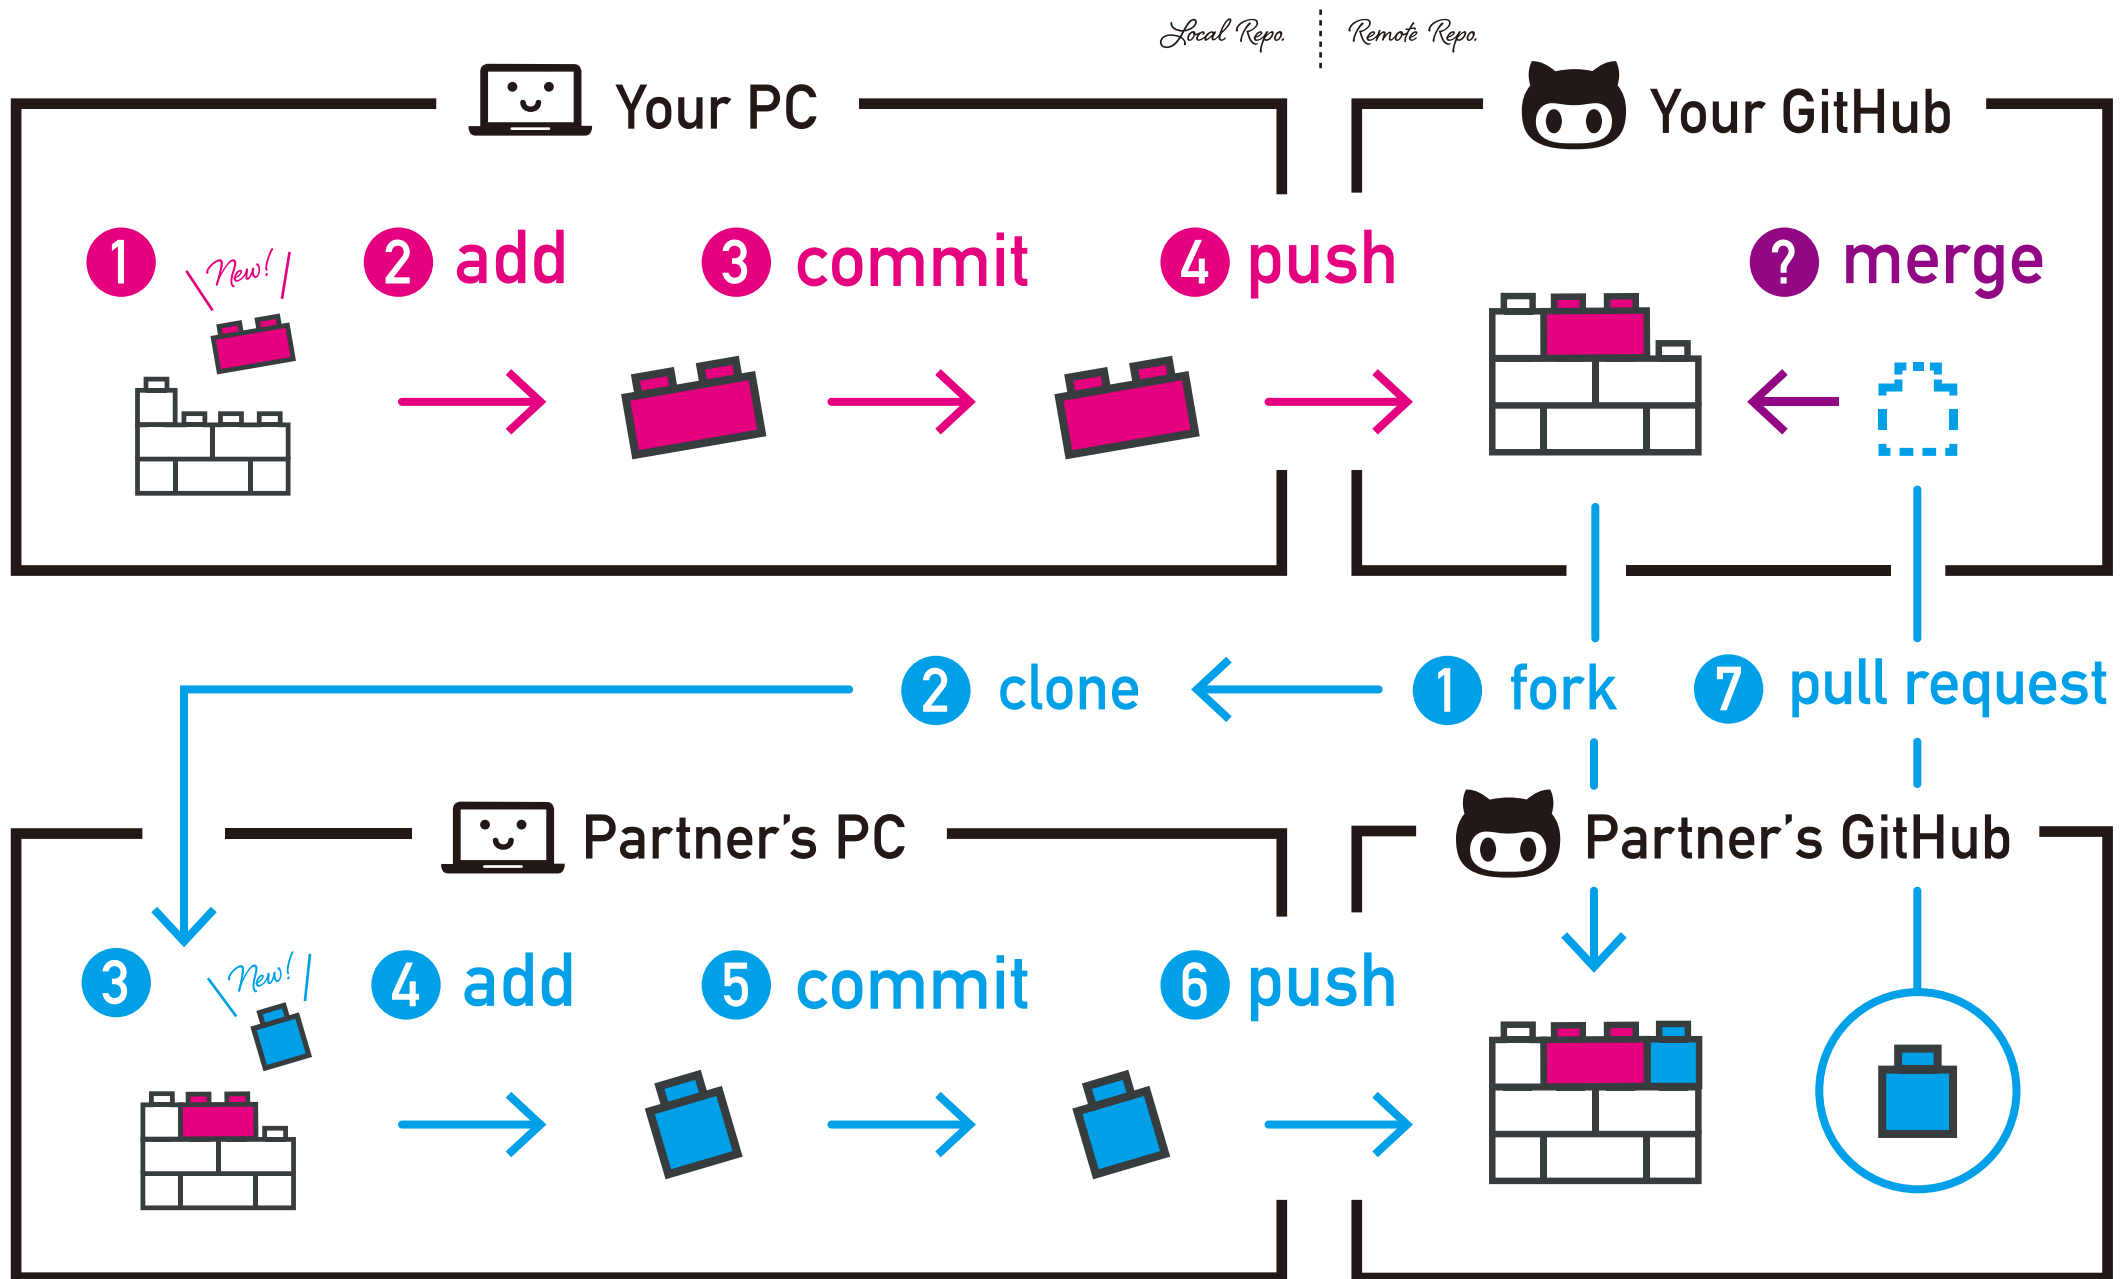 Local Repo. Remote Repo.
Your PC
Your GitHub
1 New! 2 add 3 commit 4 push ? merge
2 clone 1 fork 7 pull request
Partner's PC
Partner's GitHub
3 New! 4 add 5 commit 6 push